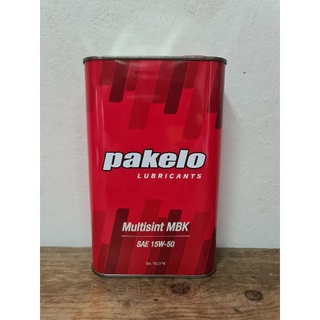 pakelo
LUBRICANTS
Multisint MBK
SAE 15W-50